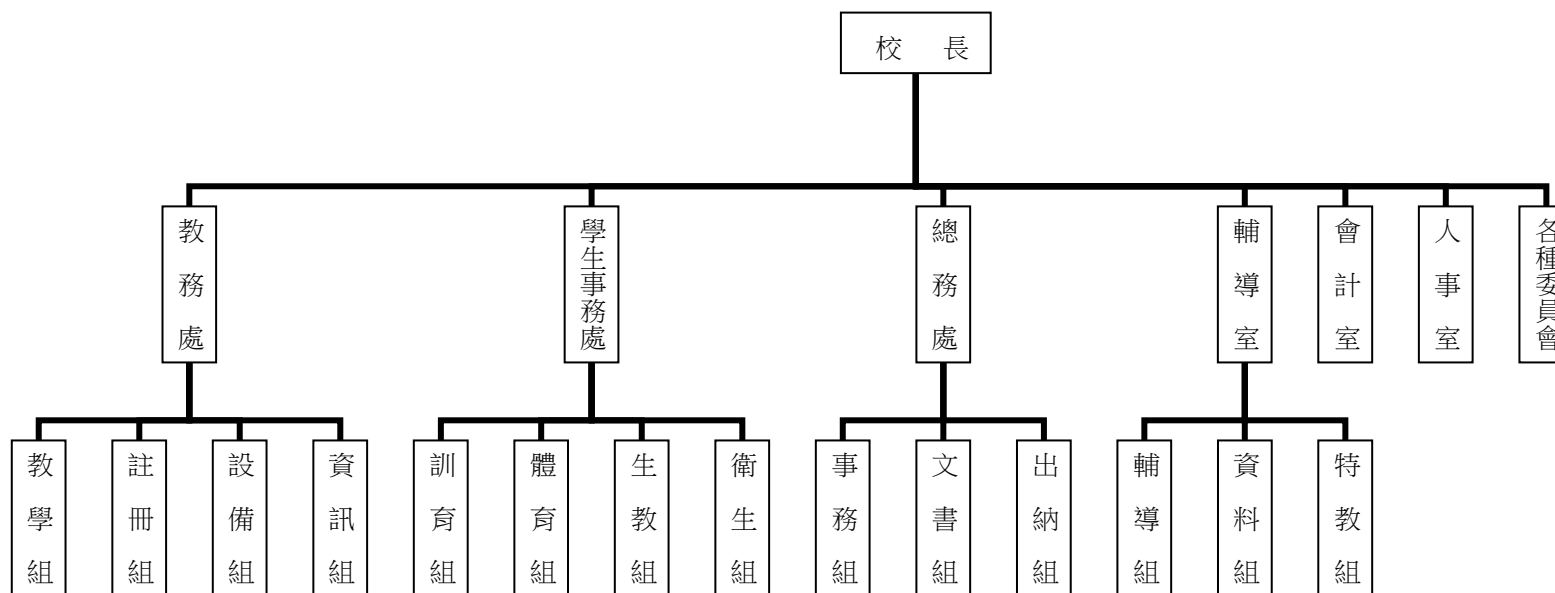 校長
教務處
學生事務處
總務處
輔導室
會計室
人事室
各種委員會
教學組
註冊組
設備組
資訊組
訓育組
體育組
生教組
衛生組
事務組
文書組
出納組
輔導組
資料組
特教組